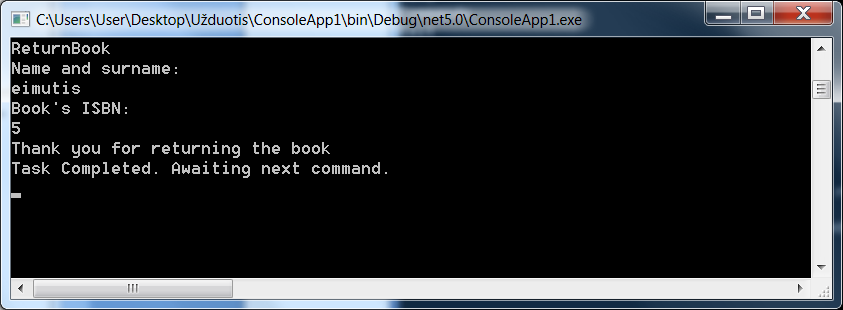 C:\Users\User\Desktop\Užduotis\ConsoleApp1\bin\Debug\net5.0\ConsoleApp1.exe
ReturnBook
Name and surname:
eimutis
Book's ISBN:
5
Thank you for returning the book
Task Completed. Awaiting next command.